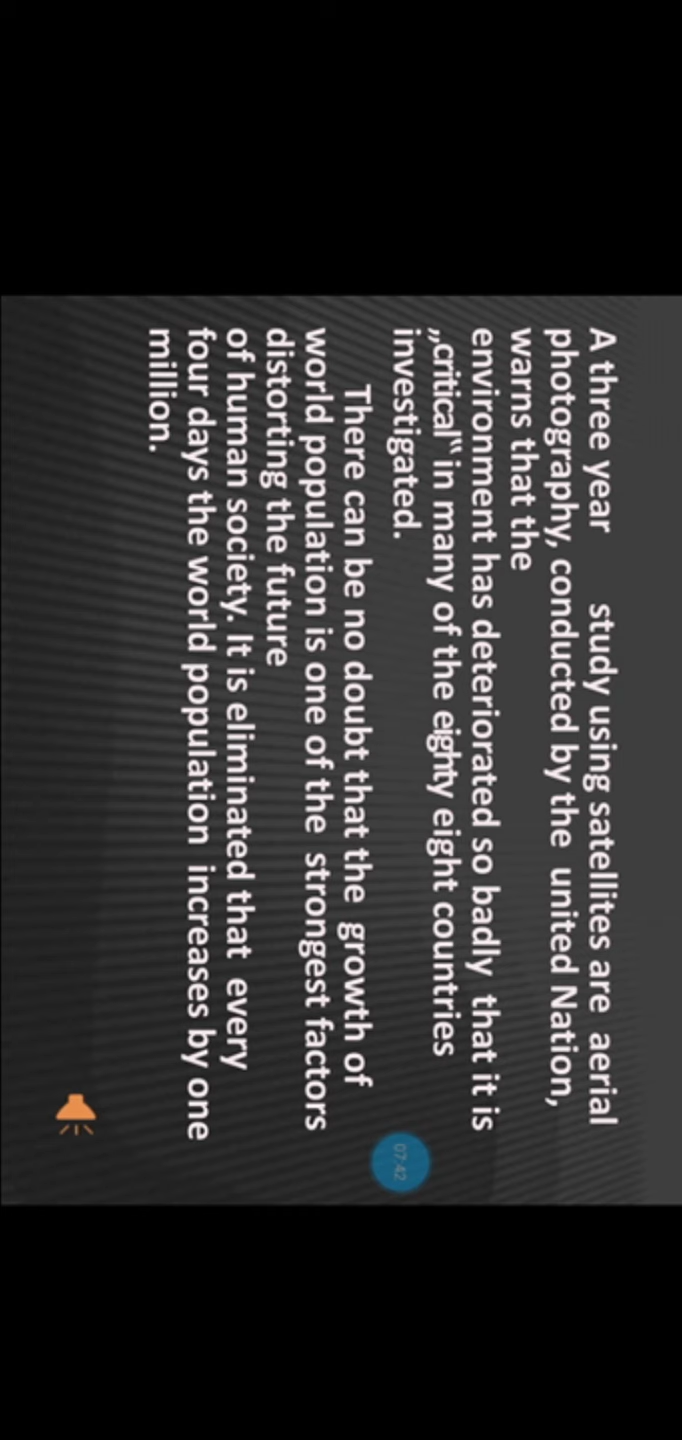 A three year study using satellites are aerial
photography, conducted by the united Nation,
warns that the
environment has deteriorated so badly that it is
„critical‟ in many of the eighty eight countries
investigated.
There can be no doubt that the growth of
world population is one of the strongest factors
distorting the future
of human society. It is eliminated that every
four days the world population increases by one
million.
07:42